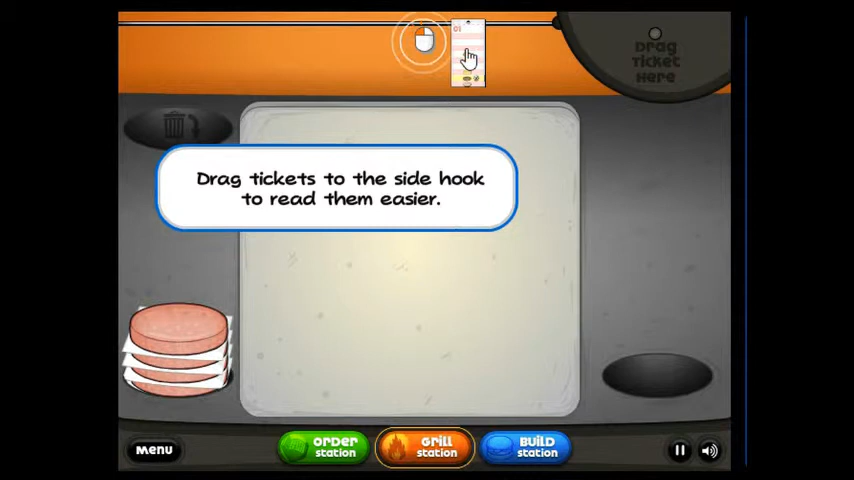 01
Drag
Ticket
Here
Drag tickets to the side hook
to read them easier.
Menu
Order
Station
Grill
Station
Build
Station